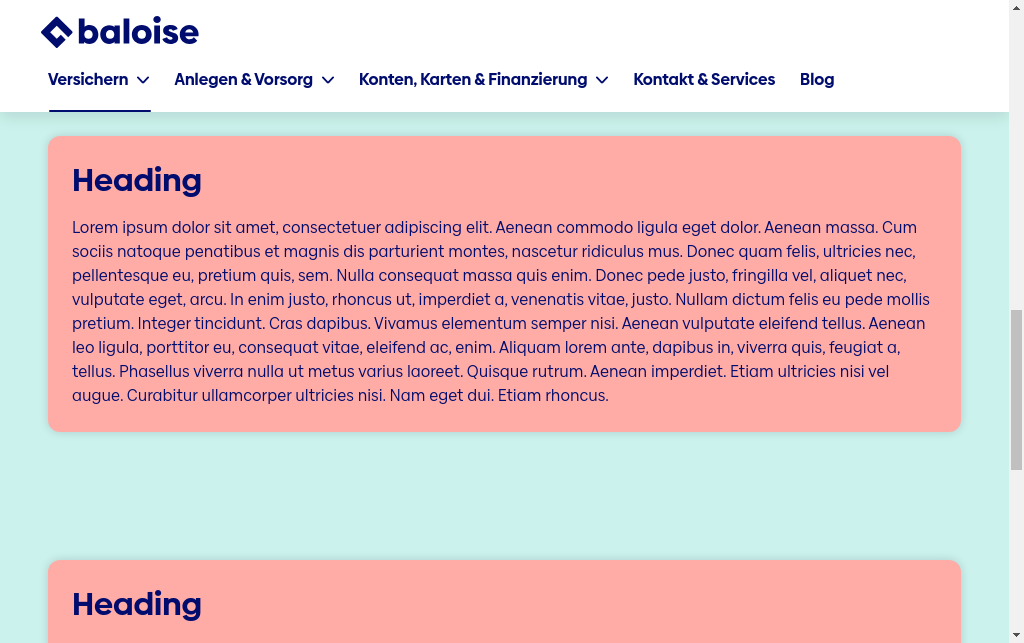 baloise
Versichern Anlegen & Vorsorg Konten, Karten & Finanzierung Kontakt & Services Blog
Heading
Lorem ipsum dolor sit amet, consectetuer adipiscing elit. Aenean commodo ligula eget dolor. Aenean massa. Cum
sociis natoque penatibus et magnis dis parturient montes, nascetur ridiculus mus. Donec quam felis, ultricies nec,
pellentesque eu, pretium quis, sem. Nulla consequat massa quis enim. Donec pede justo, fringilla vel, aliquet nec,
vulputate eget, arcu. In enim justo, rhoncus ut, imperdiet a, venenatis vitae, justo. Nullam dictum felis eu pede mollis
pretium. Integer tincidunt. Cras dapibus. Vivamus elementum semper nisi. Aenean vulputate eleifend tellus. Aenean
leo ligula, porttitor eu, consequat vitae, eleifend ac, enim. Aliquam lorem ante, dapibus in, viverra quis, feugiat a,
tellus. Phasellus viverra nulla ut metus varius laoreet. Quisque rutrum. Aenean imperdiet. Etiam ultricies nisi vel
augue. Curabitur ullamcorper ultricies nisi. Nam eget dui. Etiam rhoncus.
Heading